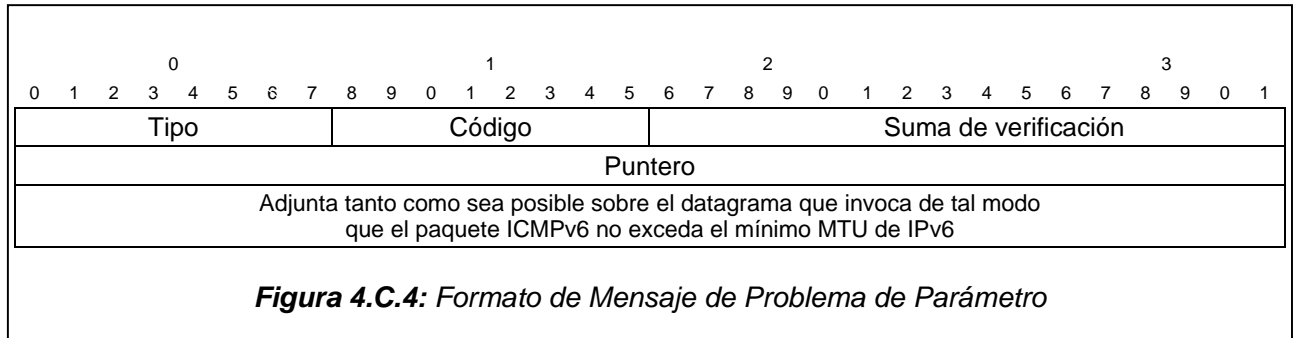 0 1 2 3
0 1 2 3 4 5 6 7 8 9 0 1 2 3 4 5 6 7 8 9 0 1 2 3 4 5 6 7 8 9 0 1
Tipo Código Suma de verificación
Puntero
Adjunta tanto como sea posible sobre el datagrama que invoca de tal modo
que el paquete ICMPv6 no exceda el mínimo MTU de IPv6
Figura 4.C.4: Formato de Mensaje de Problema de Parámetro